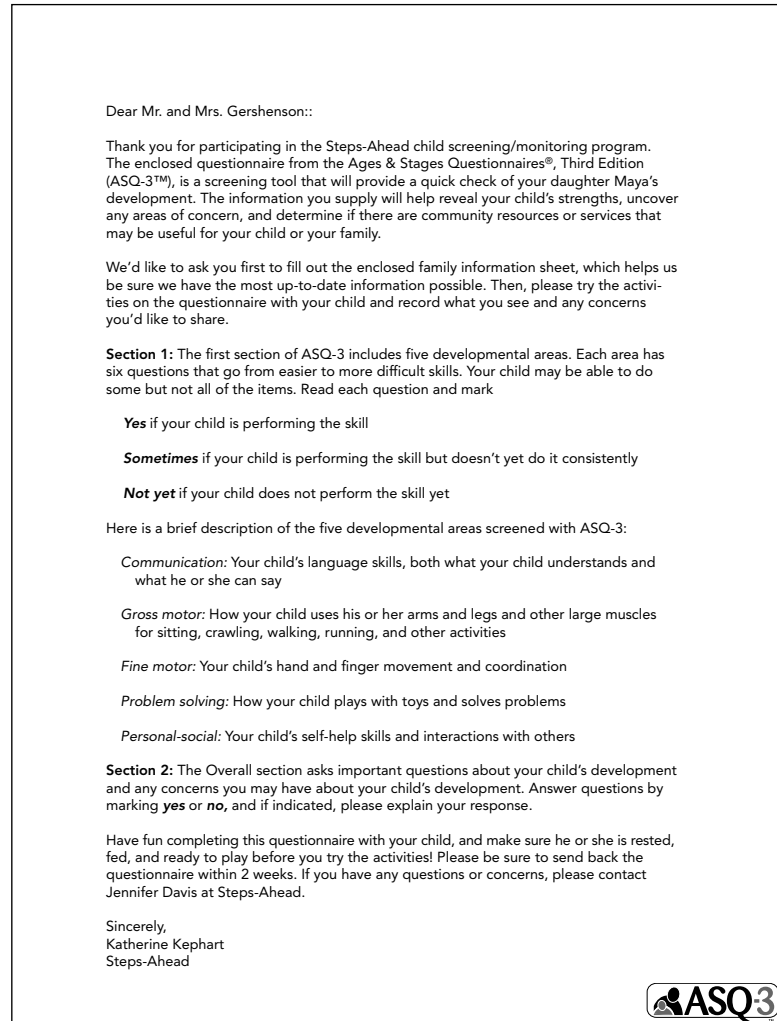 Dear Mr. and Mrs. Gershenson::
Thank you for participating in the Steps-Ahead child screening/monitoring program.
The enclosed questionnaire from the Ages & Stages Questionnaires®, Third Edition
(ASQ-3™), is a screening tool that will provide a quick check of your daughter Maya’s
development. The information you supply will help reveal your child’s strengths, uncover
any areas of concern, and determine if there are community resources or services that
may be useful for your child or your family.
We’d like to ask you first to fill out the enclosed family information sheet, which helps us
be sure we have the most up-to-date information possible. Then, please try the activi-
ties on the questionnaire with your child and record what you see and any concerns
you’d like to share.
Section 1: The first section of ASQ-3 includes five developmental areas. Each area has
six questions that go from easier to more difficult skills. Your child may be able to do
some but not all of the items. Read each question and mark
Yes if your child is performing the skill
Sometimes if your child is performing the skill but doesn’t yet do it consistently
Not yet if your child does not perform the skill yet
Here is a brief description of the five developmental areas screened with ASQ-3:
Communication: Your child’s language skills, both what your child understands and
what he or she can say
Gross motor: How your child uses his or her arms and legs and other large muscles
for sitting, crawling, walking, running, and other activities
Fine motor: Your child’s hand and finger movement and coordination
Problem solving: How your child plays with toys and solves problems
Personal-social: Your child’s self-help skills and interactions with others
Section 2: The Overall section asks important questions about your child’s development
and any concerns you may have about your child’s development. Answer questions by
marking yes or no, and if indicated, please explain your response.
Have fun completing this questionnaire with your child, and make sure he or she is rested,
fed, and ready to play before you try the activities! Please be sure to send back the
questionnaire within 2 weeks. If you have any questions or concerns, please contact
Jennifer Davis at Steps-Ahead.
Sincerely,
Katherine Kephart
Steps-Ahead
ASQ-3